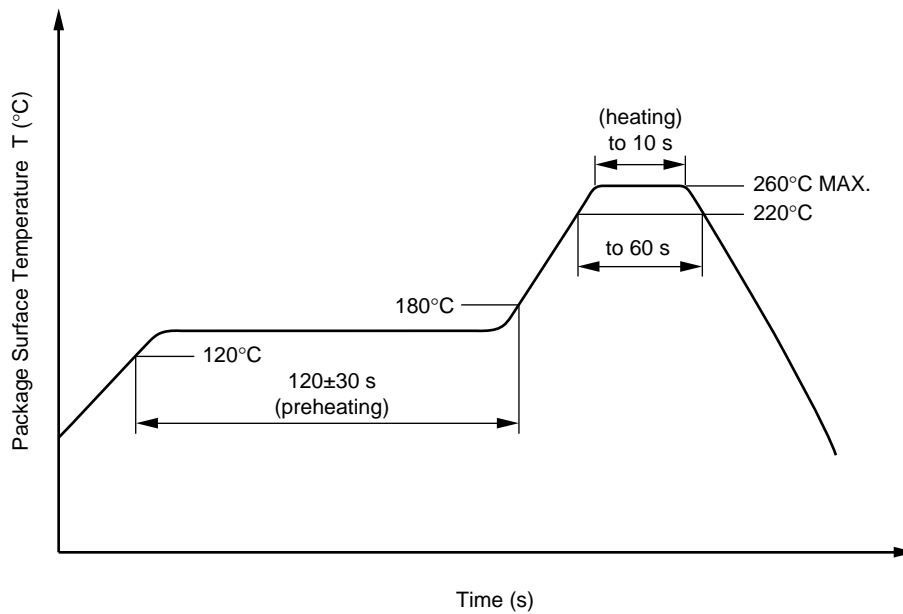 Package Surface Temperature T (°C)
(heating)
to 10 s
260°C MAX.
220°C
to 60 s
180°C
120°C
120±30 s
(preheating)
Time (s)